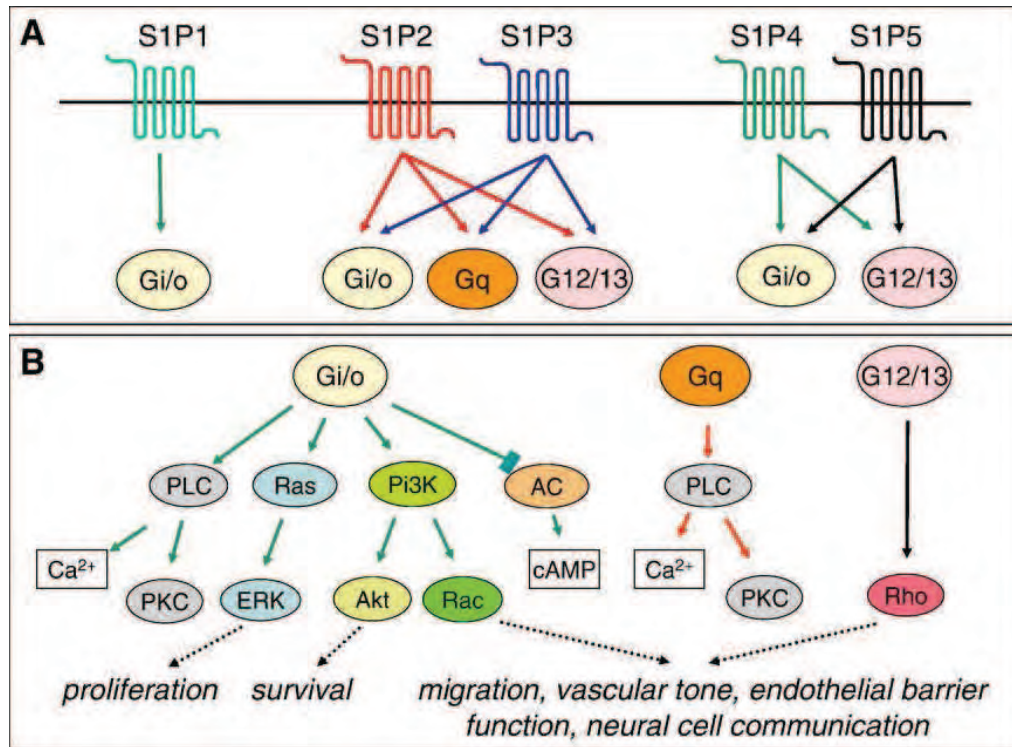 A
S1P1
S1P2
S1P3
S1P4
S1P5
Gi/o
Gi/o
Gq
G12/13
Gi/o
G12/13
B
Gi/o
Gq
G12/13
PLC
Ras
Pi3K
AC
PLC
Ca²⁺
cAMP
Ca²⁺
PKC
ERK
Akt
Rac
PKC
Rho
proliferation
survival
migration, vascular tone, endothelial barrier
function, neural cell communication